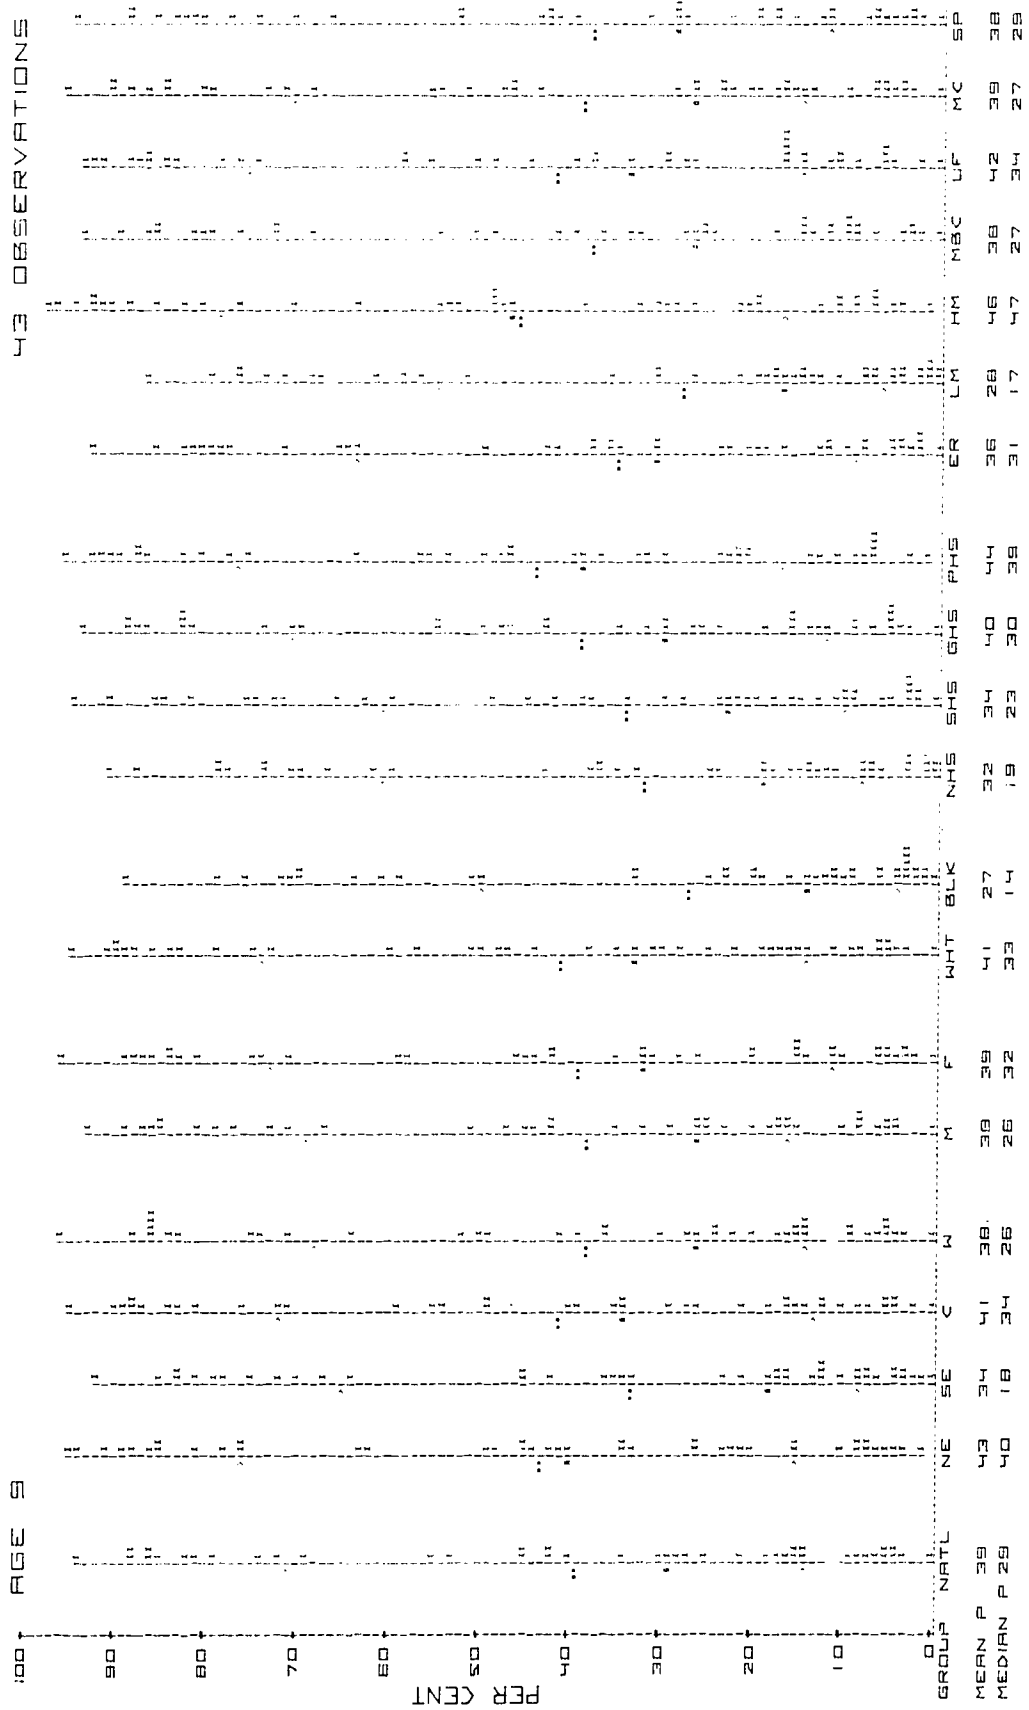 AGE 9
43 OBSERVATIONS
PER CENT
100
90
80
70
60
50
40
30
20
10
0
GROUP NATL NE SE C W M F WHT BLK NHS SHS GHS PHS ER LM HM MBC UF MC SP
MEAN P 39 43 34 41 38 39 39 41 27 32 34 40 44 36 28 46 38 42 39 38
MEDIAN P 29 40 18 34 26 26 32 33 14 19 23 30 39 31 17 47 27 34 27 29